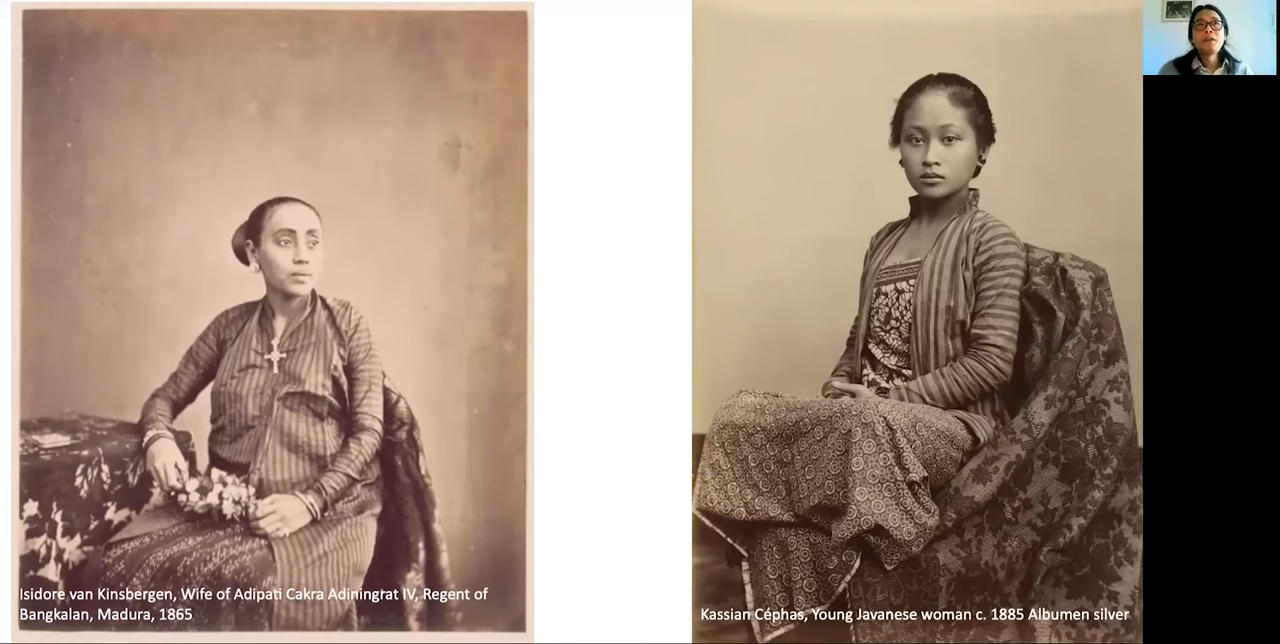 Isidore van Kinsbergen, Wife of Adipati Cakra Adiningrat IV, Regent of
Bangkalan, Madura, 1865
Kassian Céphas, Young Javanese woman c. 1885 Albumen silver